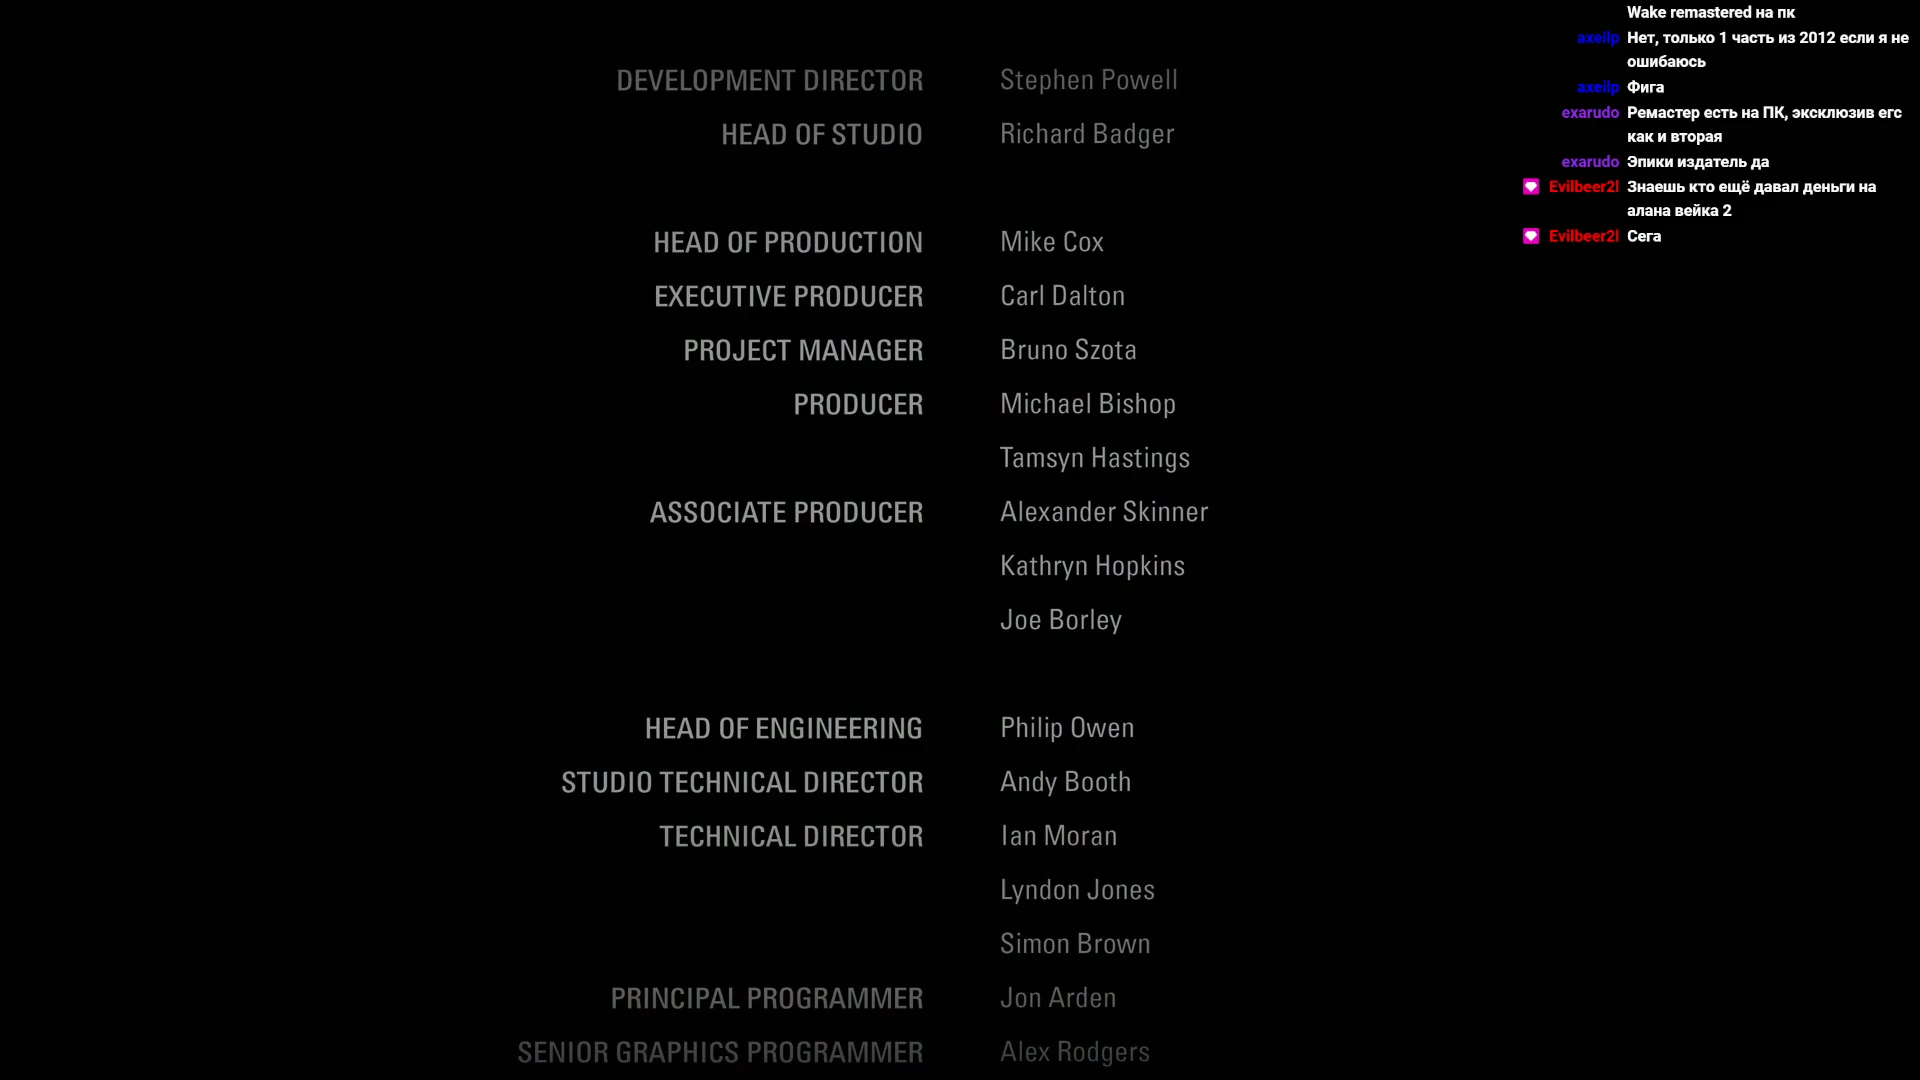 DEVELOPMENT DIRECTOR Stephen Powell
HEAD OF STUDIO Richard Badger
HEAD OF PRODUCTION Mike Cox
EXECUTIVE PRODUCER Carl Dalton
PROJECT MANAGER Bruno Szota
PRODUCER Michael Bishop
Tamsyn Hastings
ASSOCIATE PRODUCER Alexander Skinner
Kathryn Hopkins
Joe Borley
HEAD OF ENGINEERING Philip Owen
STUDIO TECHNICAL DIRECTOR Andy Booth
TECHNICAL DIRECTOR Ian Moran
Lyndon Jones
Simon Brown
PRINCIPAL PROGRAMMER Jon Arden
SENIOR GRAPHICS PROGRAMMER Alex Rodgers
Wake remastered на пк
axeilp Нет, только 1 часть из 2012 если я не
ошибаюсь
axeilp Фига
exarudo Ремастер есть на ПК, эксклюзив егс
как и вторая
exarudo Эпики издатель да
Evilbeer2l Знаешь кто ещё давал деньги на
алана вейка 2
Evilbeer2l Сега